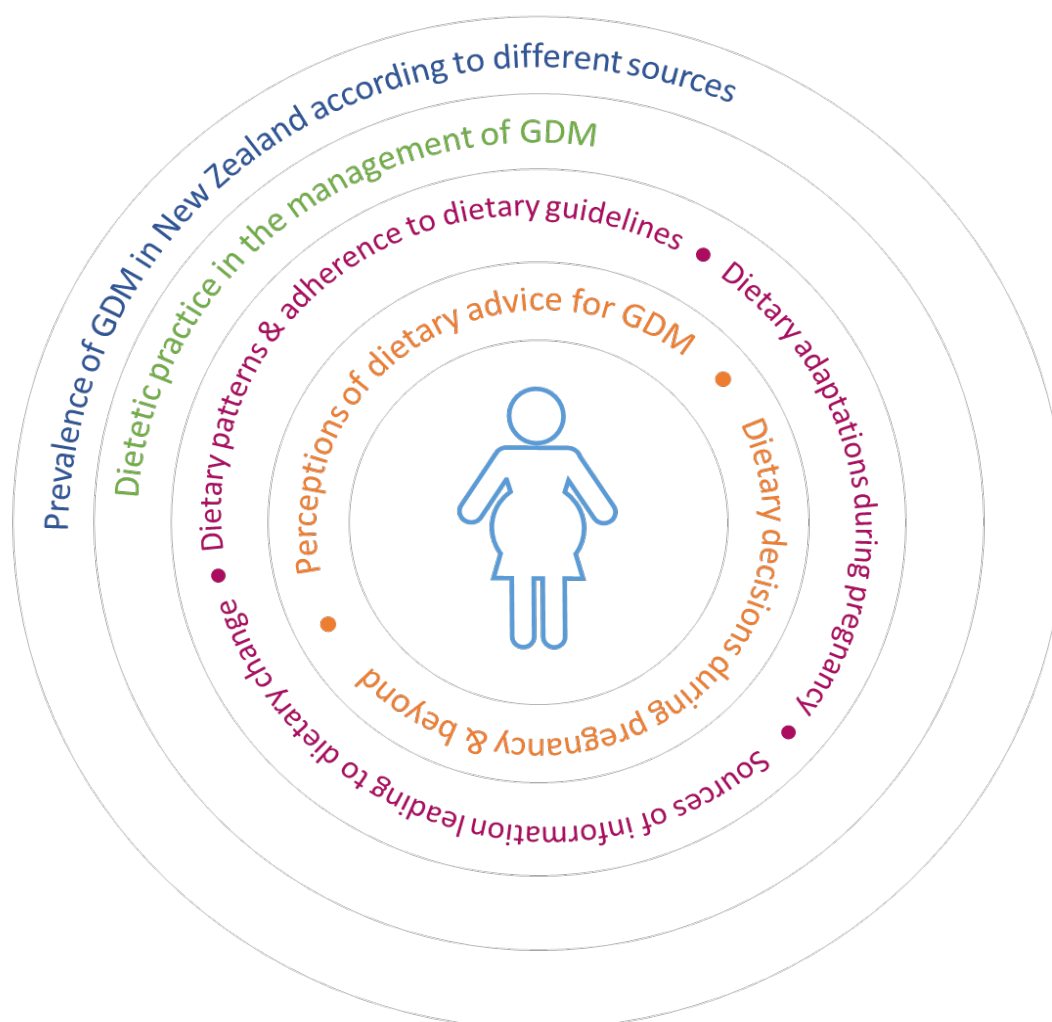 Prevalence of GDM in New Zealand according to different sources
Dietetic practice in the management of GDM
Dietary patterns & adherence to dietary guidelines
Dietary adaptations during pregnancy
Sources of information leading to dietary change
Perceptions of dietary advice for GDM
Dietary decisions during pregnancy & beyond